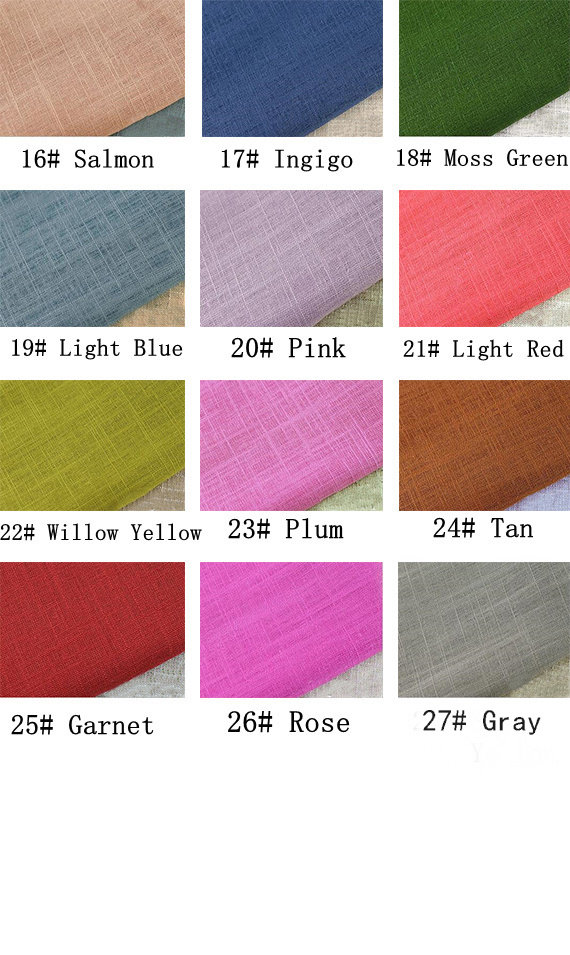 16# Salmon
17# Ingigo
18# Moss Green
19# Light Blue
20# Pink
21# Light Red
22# Willow Yellow
23# Plum
24# Tan
25# Garnet
26# Rose
27# Gray